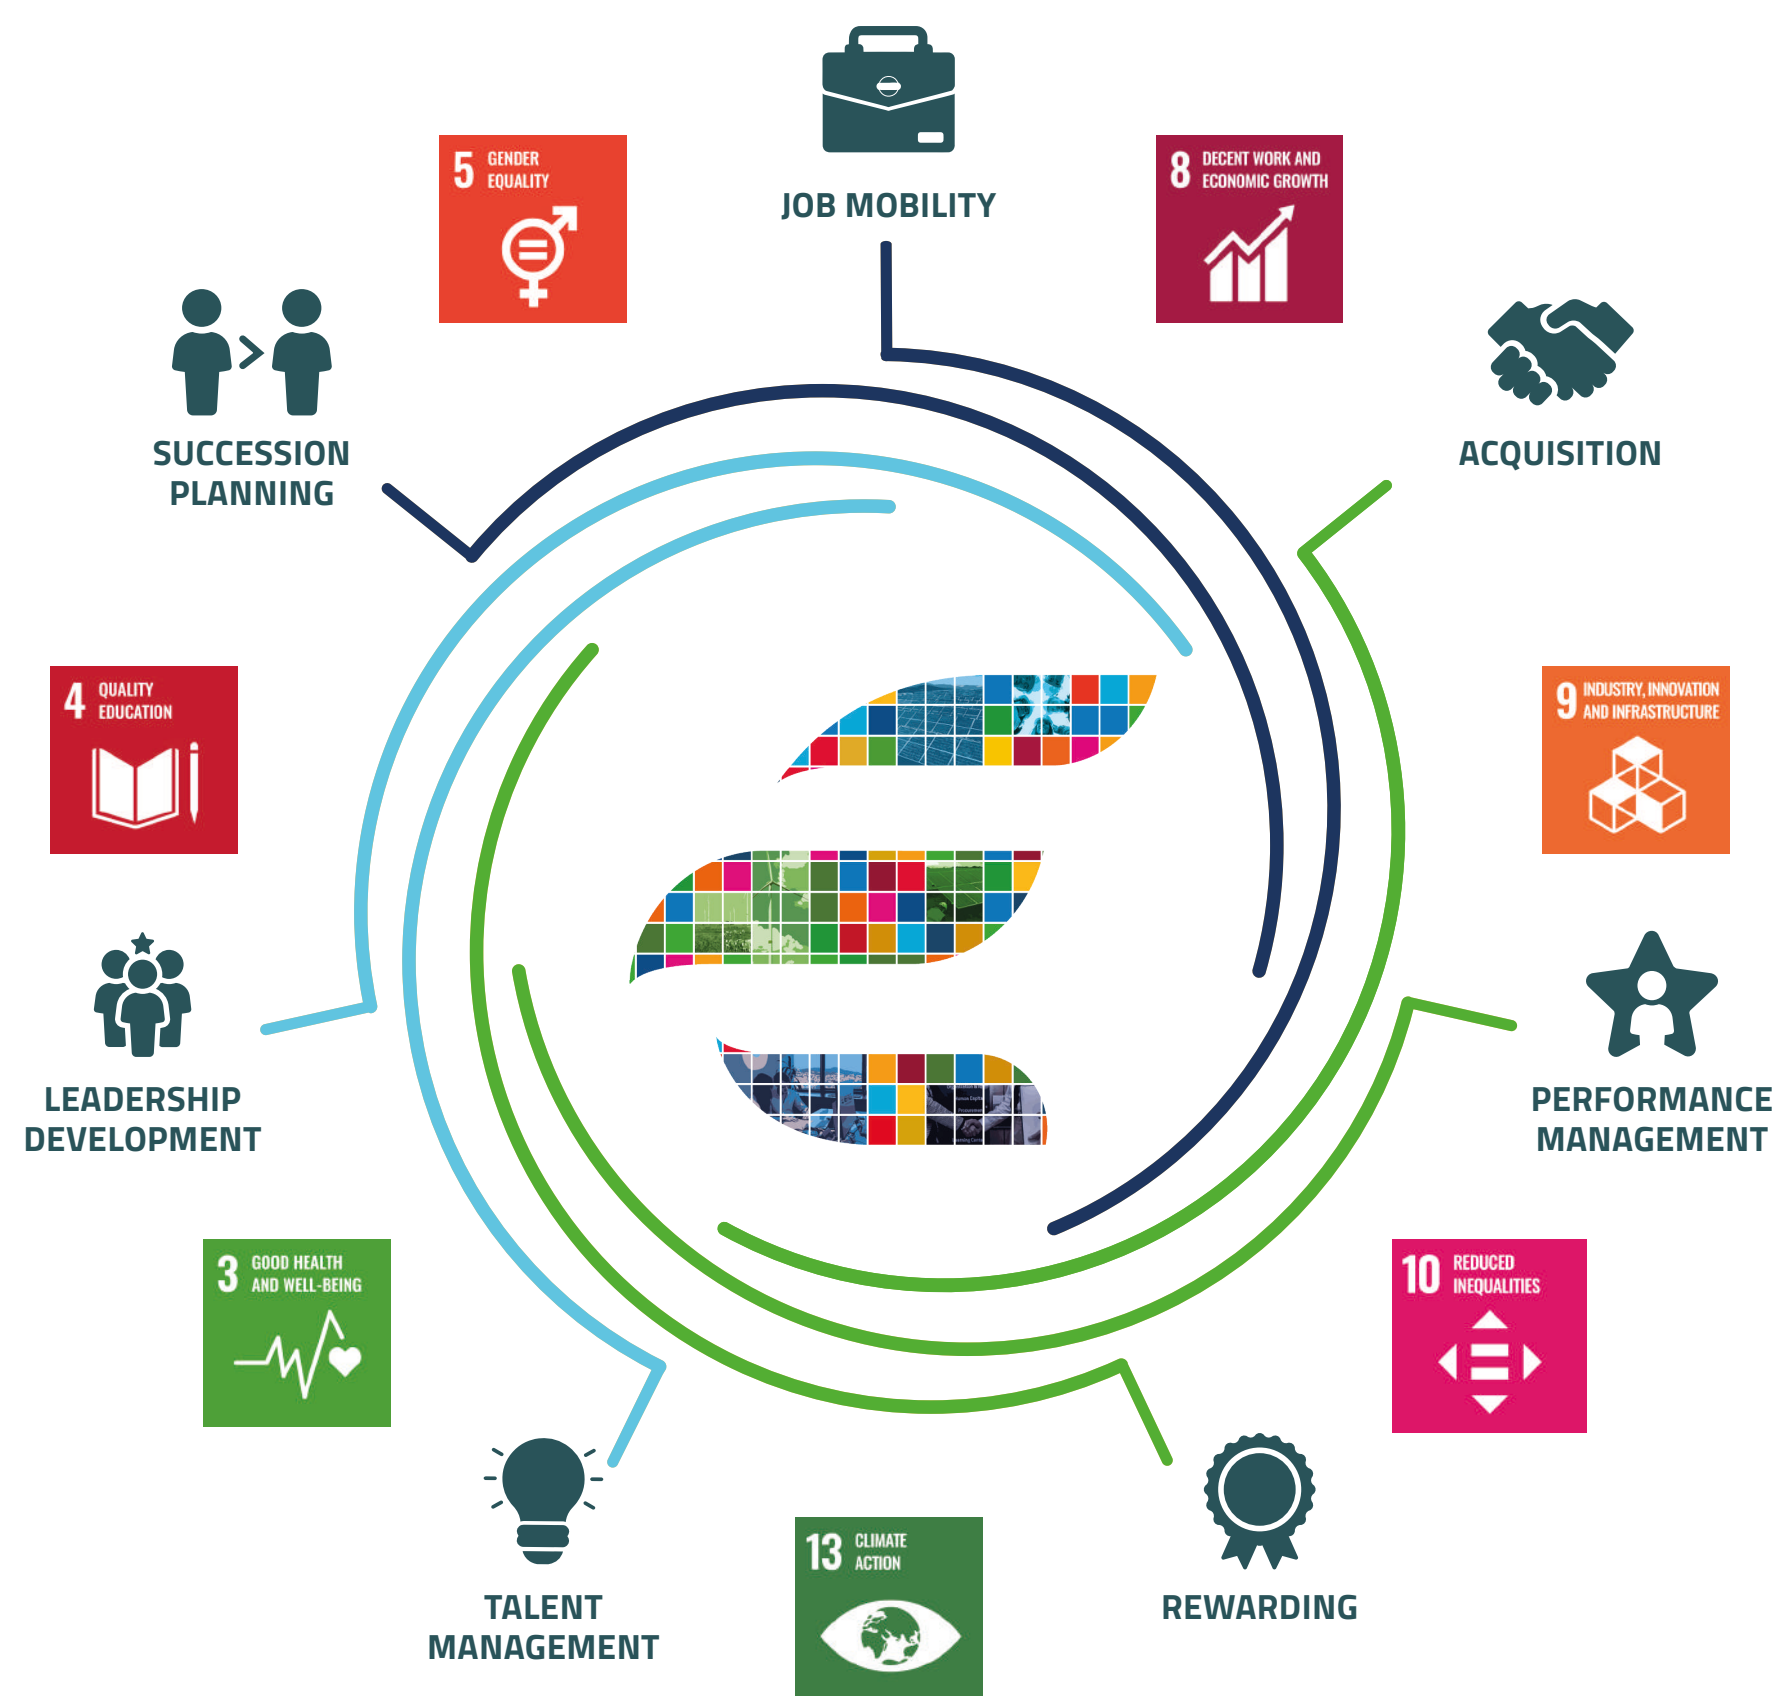 JOB MOBILITY
5 GENDER
EQUALITY
8 DECENT WORK AND
ECONOMIC GROWTH
SUCCESSION
PLANNING
ACQUISITION
4 QUALITY
EDUCATION
9 INDUSTRY, INNOVATION
AND INFRASTRUCTURE
LEADERSHIP
DEVELOPMENT
PERFORMANCE
MANAGEMENT
3 GOOD HEALTH
AND WELL-BEING
10 REDUCED
INEQUALITIES
13 CLIMATE
ACTION
TALENT
MANAGEMENT
REWARDING